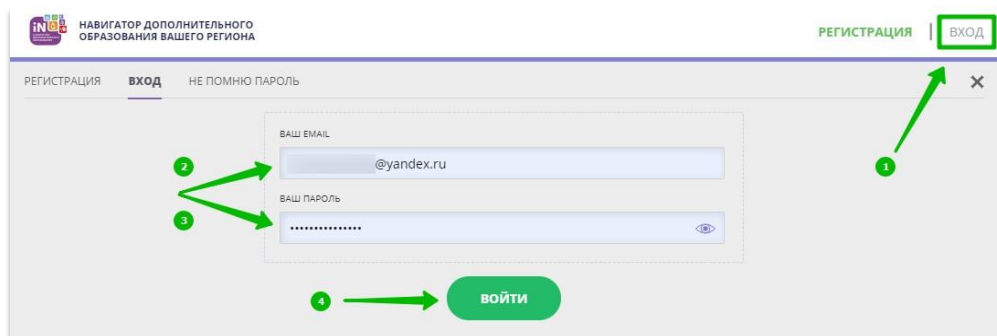 iNOБР
НАВИГАТОР ДОПОЛНИТЕЛЬНОГО
ОБРАЗОВАНИЯ ВАШЕГО РЕГИОНА
РЕГИСТРАЦИЯ | ВХОД
РЕГИСТРАЦИЯ ВХОД НЕ ПОМНЮ ПАРОЛЬ
1
ВАШ EMAIL
2
@yandex.ru
ВАШ ПАРОЛЬ
3
4
ВОЙТИ